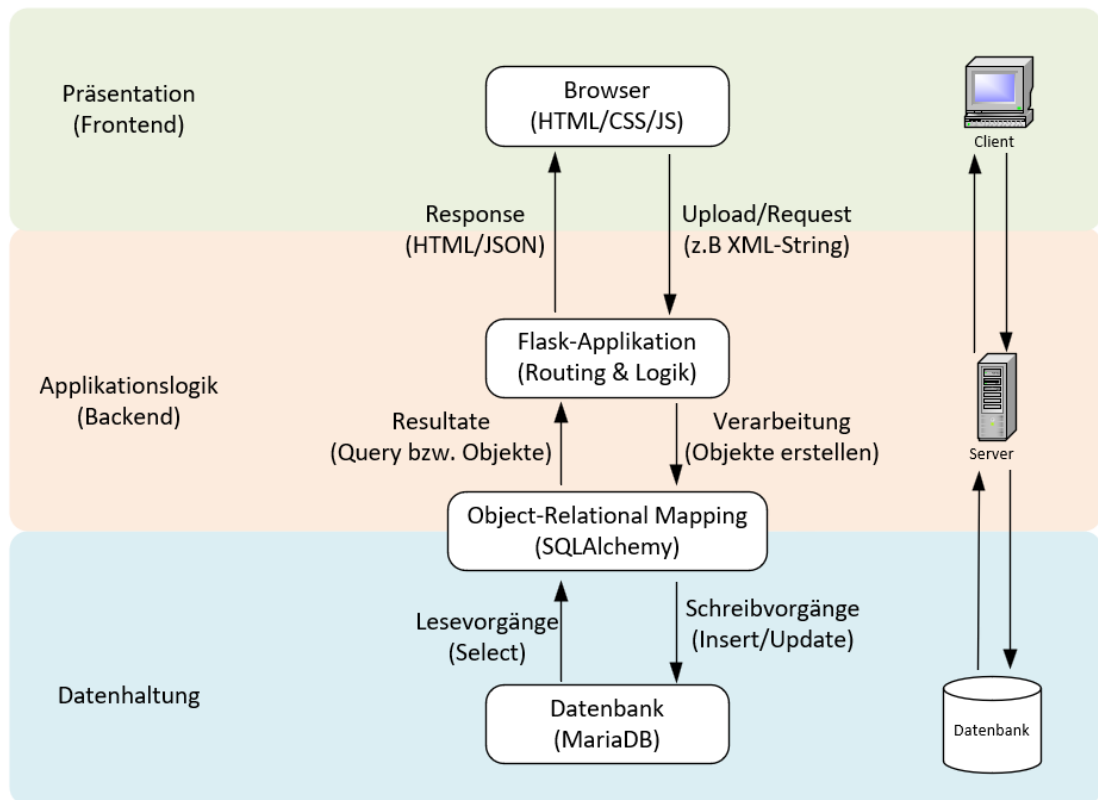 Präsentation
(Frontend)
Browser
(HTML/CSS/JS)
Client
Response
(HTML/JSON)
Upload/Request
(z.B XML-String)
Applikationslogik
(Backend)
Flask-Applikation
(Routing & Logik)
Server
Resultate
(Query bzw. Objekte)
Verarbeitung
(Objekte erstellen)
Object-Relational Mapping
(SQLAlchemy)
Lesevorgänge
(Select)
Schreibvorgänge
(Insert/Update)
Datenhaltung
Datenbank
(MariaDB)
Datenbank